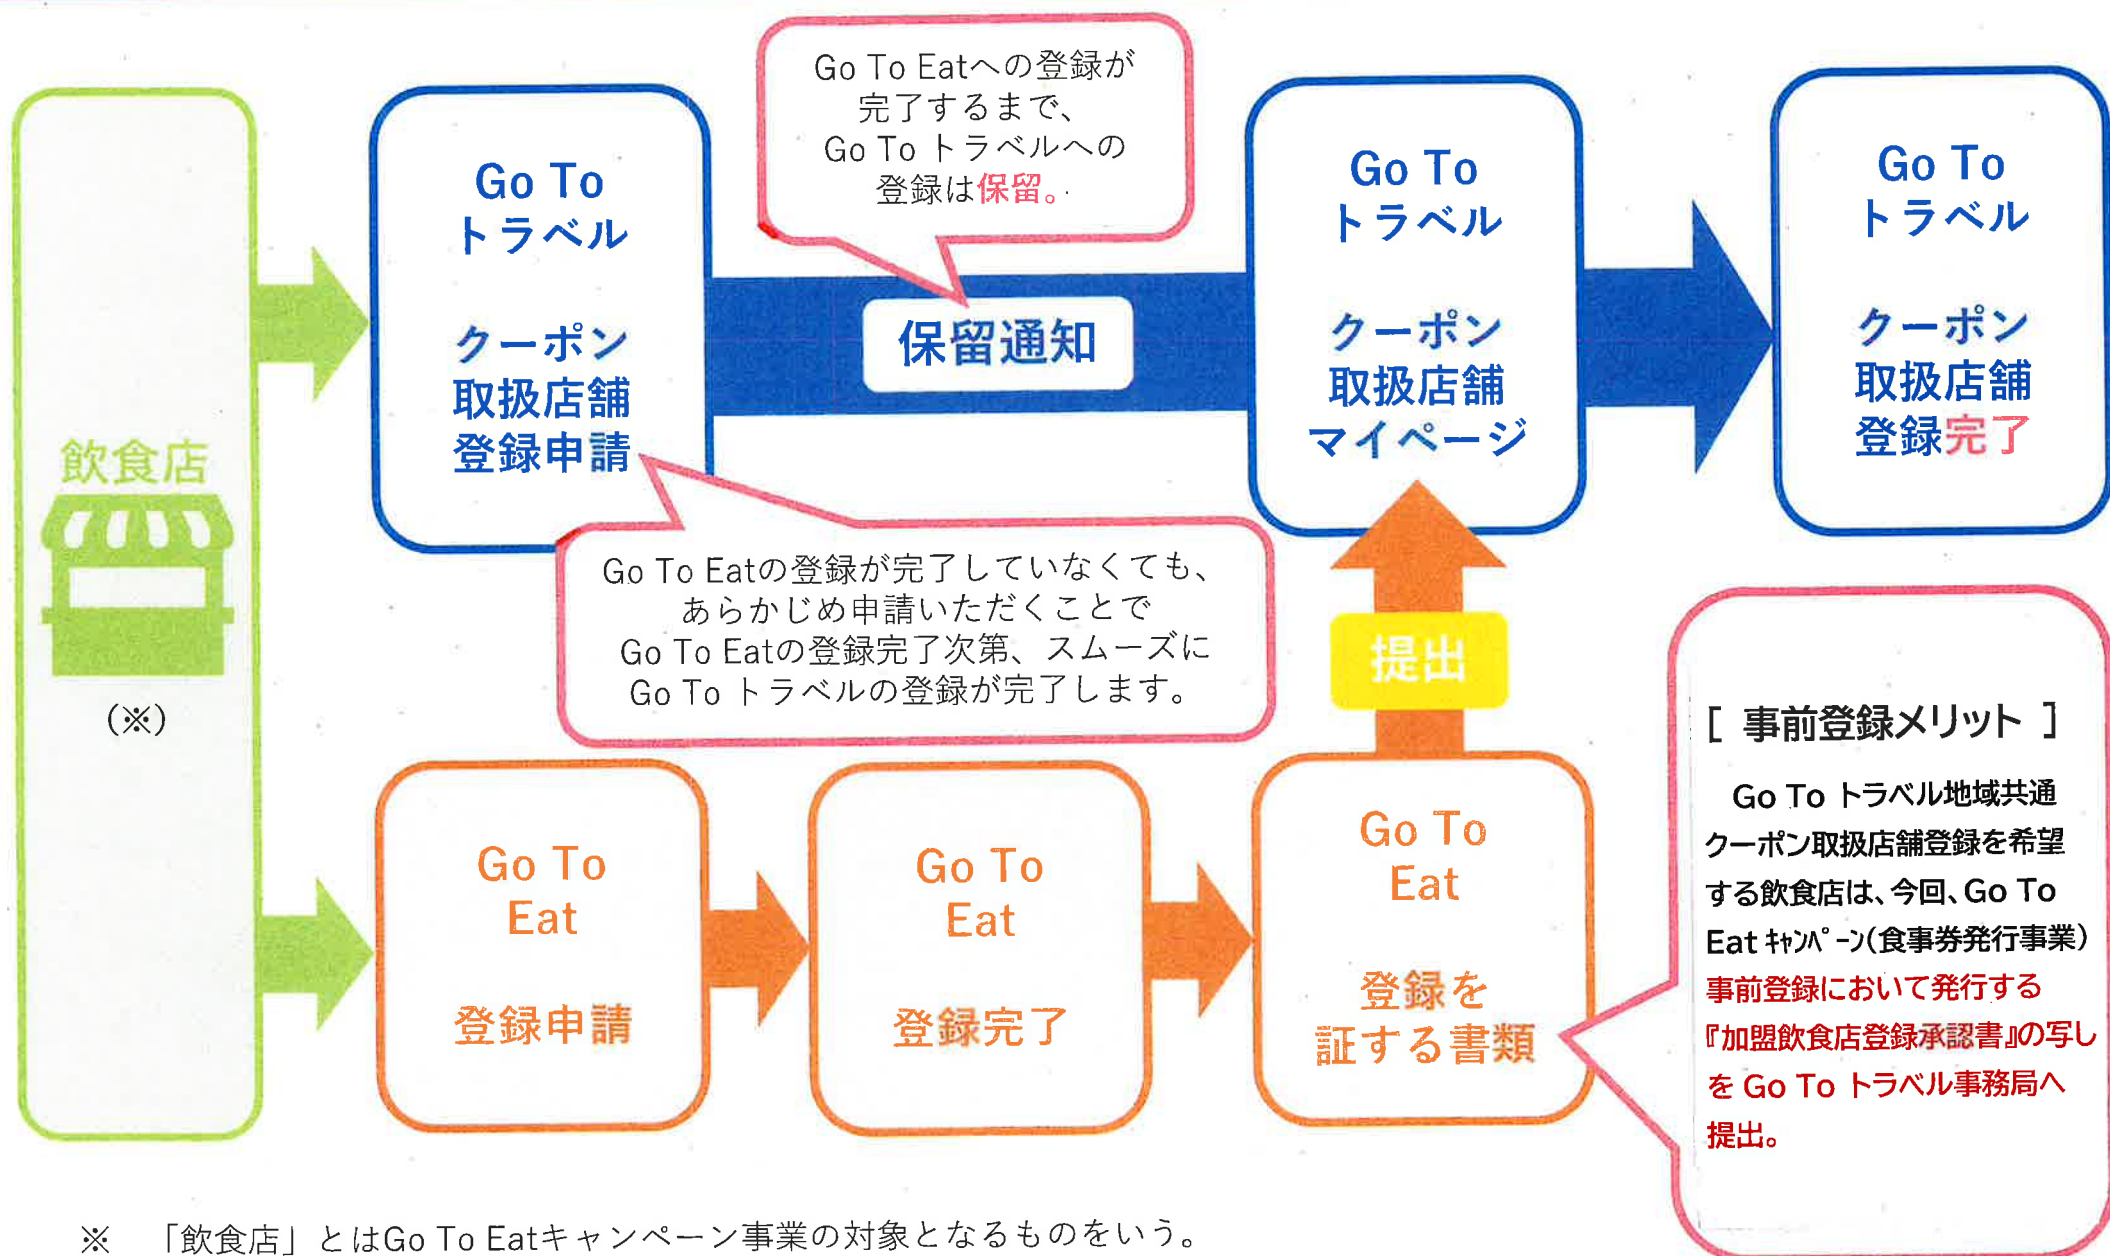 飲食店
(※)
Go To
トラベル
クーポン
取扱店舗
登録申請
Go To Eatへの登録が
完了するまで、
Go To トラベルへの
登録は保留。
保留通知
Go To
トラベル
クーポン
取扱店舗
マイページ
Go To
トラベル
クーポン
取扱店舗
登録完了
Go To Eatの登録が完了していなくても、
あらかじめ申請いただくことで
Go To Eatの登録完了次第、スムーズに
Go To トラベルの登録が完了します。
提出
Go To
Eat
登録申請
Go To
Eat
登録完了
Go To
Eat
登録を
証する書類
[ 事前登録メリット ]
Go To トラベル地域共通
クーポン取扱店舗登録を希望
する飲食店は、今回、Go To
Eat ｷｬﾝﾍﾟｰﾝ(食事券発行事業)
事前登録において発行する
『加盟飲食店登録承認書』の写し
を Go To トラベル事務局へ
提出。
※　「飲食店」とはGo To Eatキャンペーン事業の対象となるものをいう。